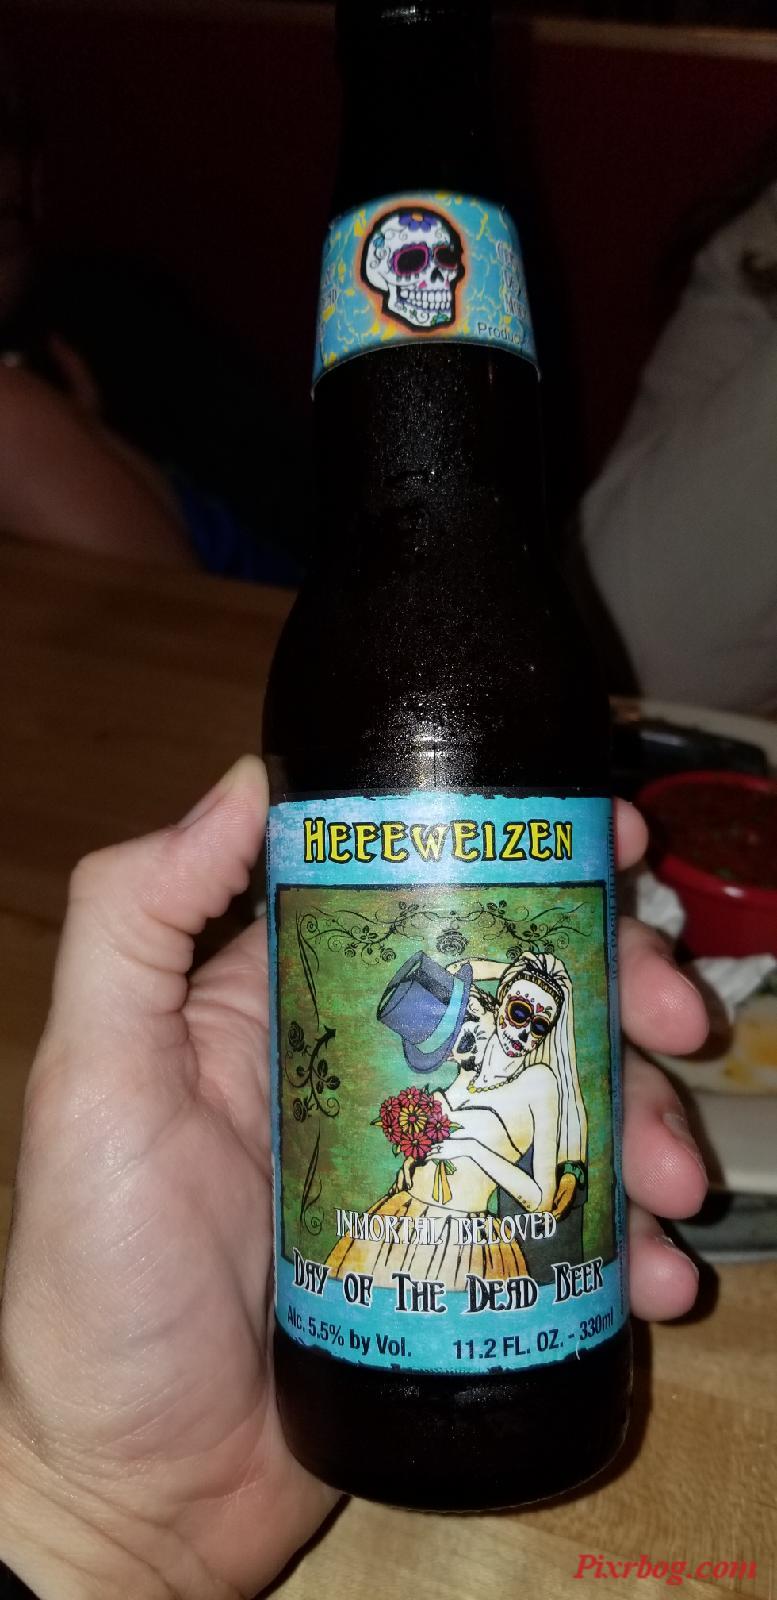 Produc
HEFEWEIZEN
INMORTAL BELOVED
DAY OF THE DEAD BEER
Alc. 5.5% by Vol. 11.2 FL. OZ. - 330ml
Pixrbog.com